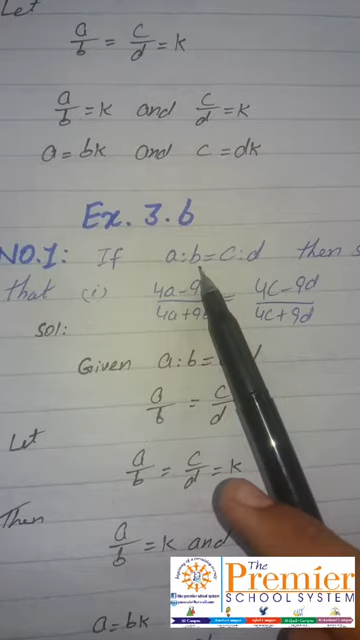 Let
a/b = c/d = k
a/b = k and c/d = k
a = bk and c = dk
Ex. 3.6
NO.1: If a:b = c:d then s
that (i) 4a-9 / 4a+9 = 4c-9d / 4c+9d
Sol:
Given a:b = d
a/b = c/d
Let
a/b = c/d = k
Then
a/b = k and
a = bk
The Premier
SCHOOL SYSTEM